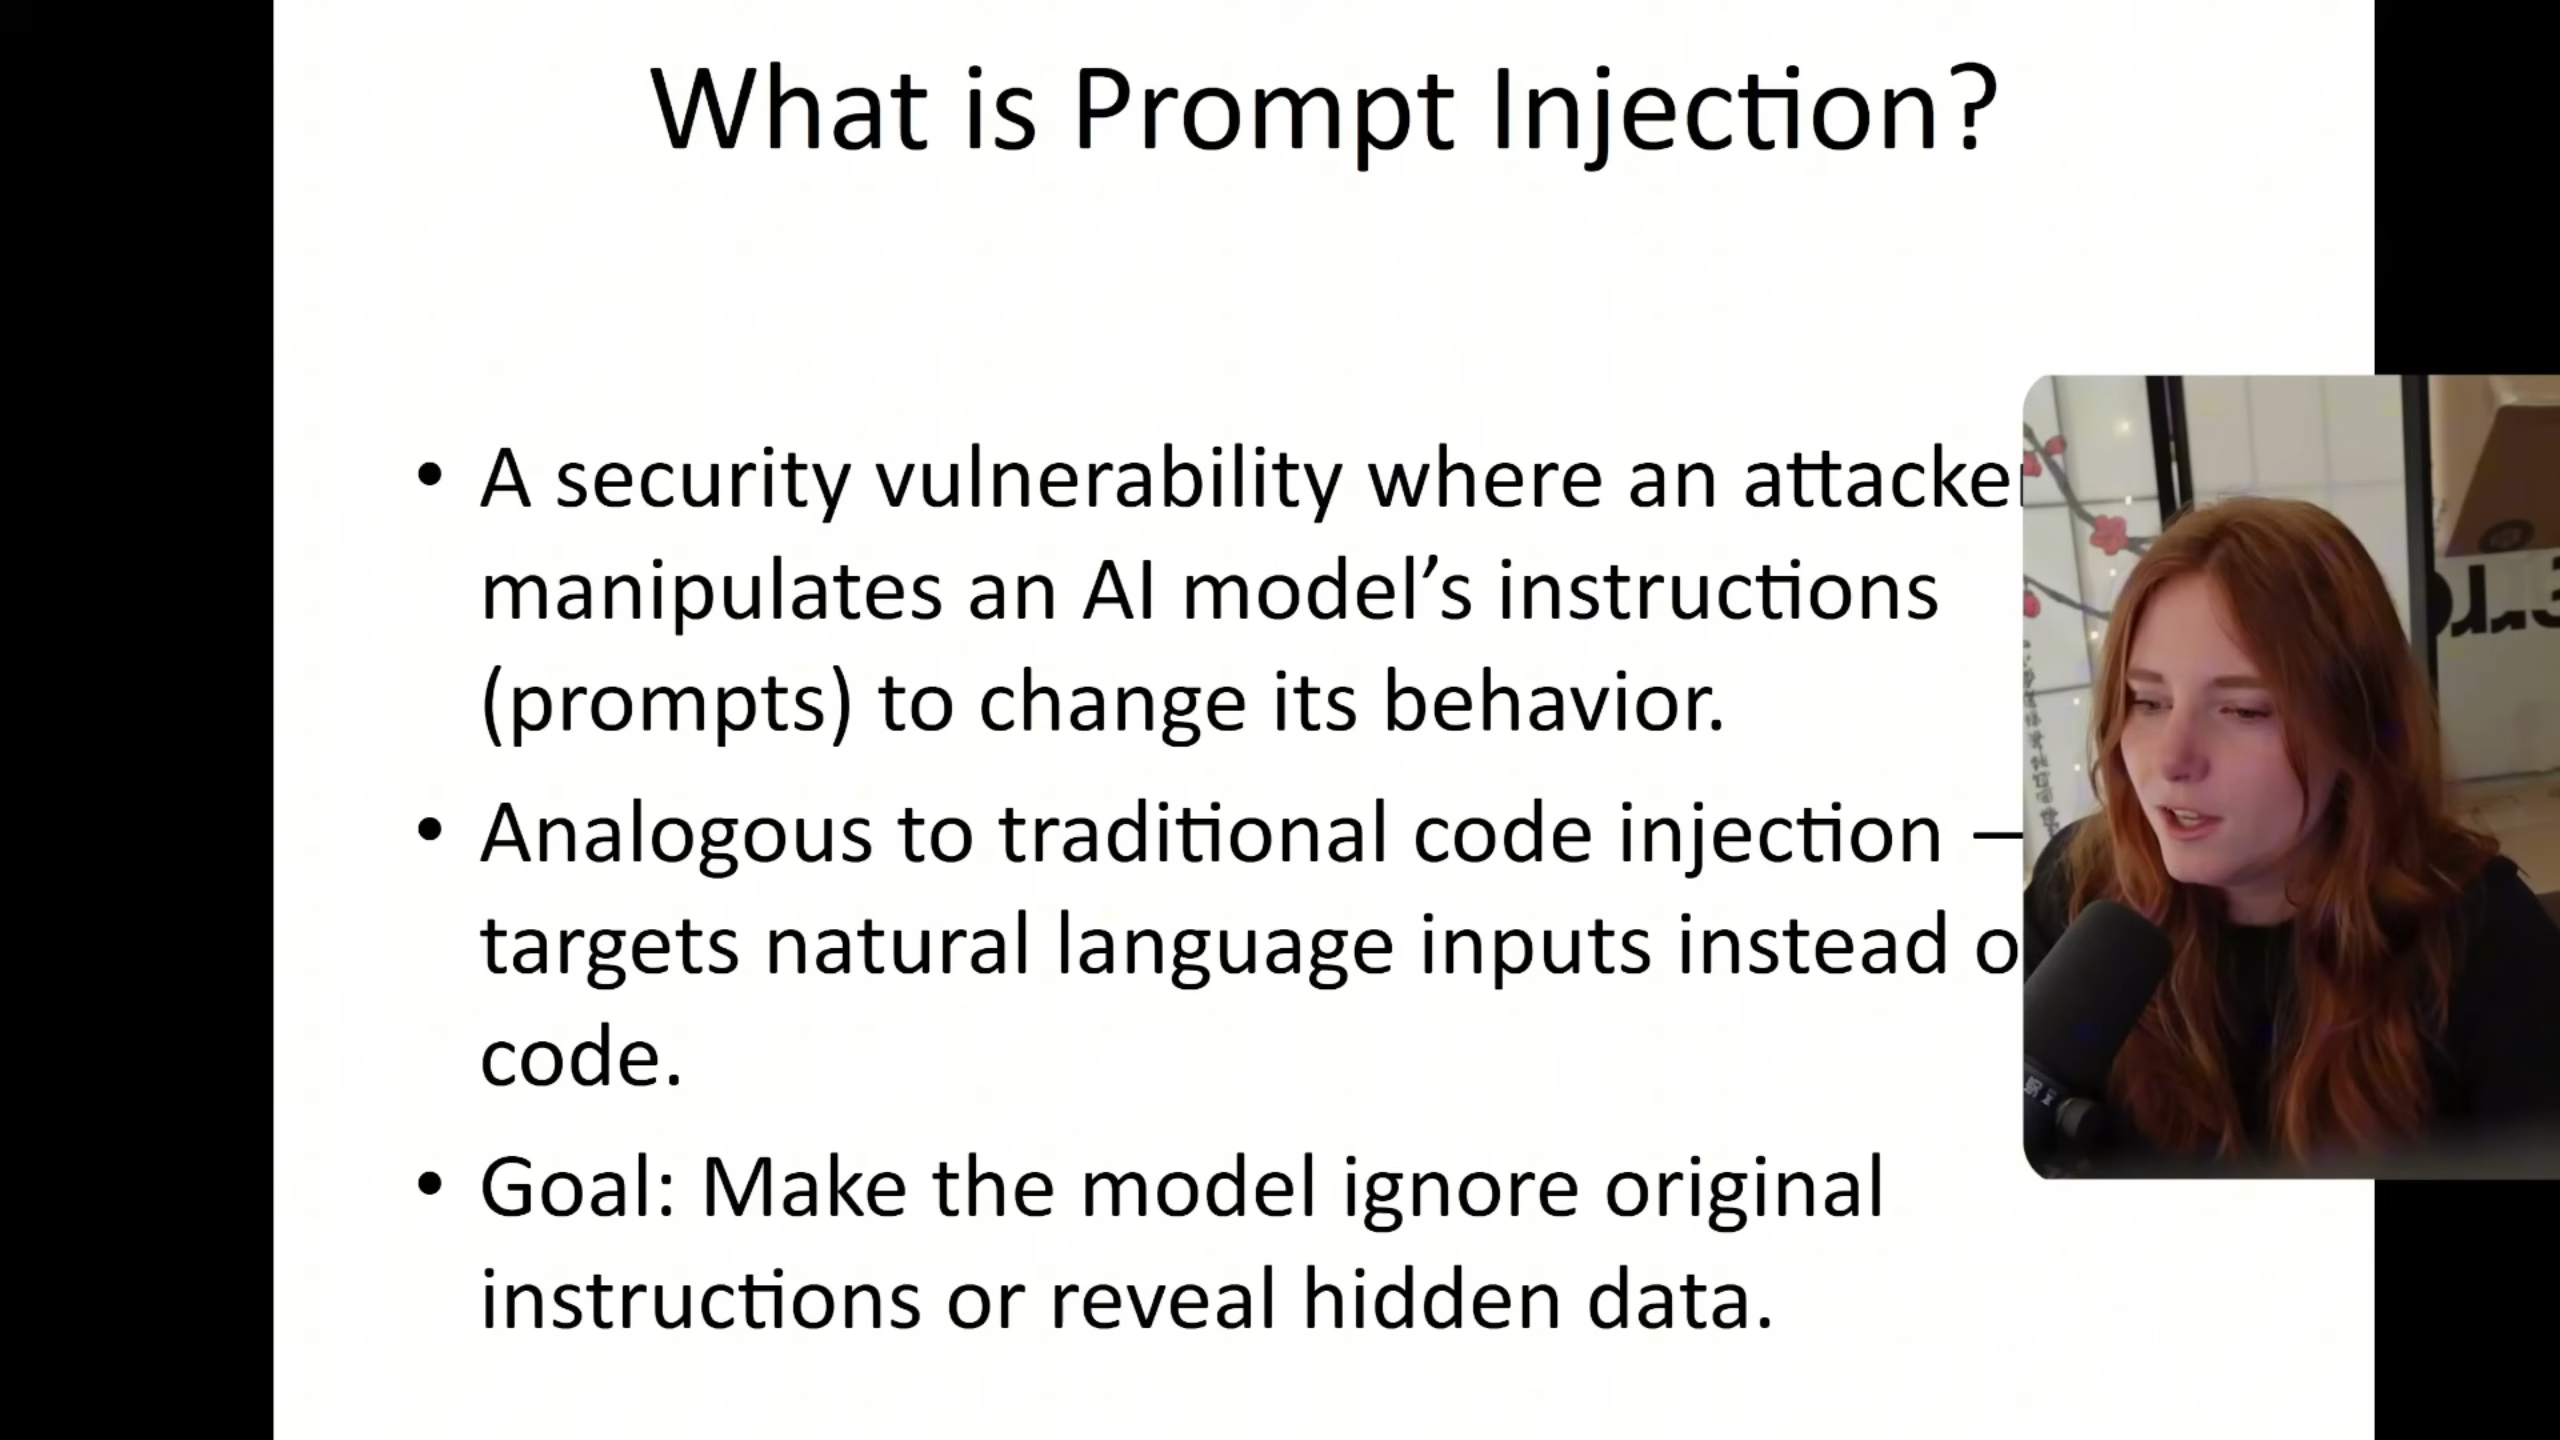 What is Prompt Injection?
• A security vulnerability where an attacker
manipulates an AI model’s instructions
(prompts) to change its behavior.
• Analogous to traditional code injection —
targets natural language inputs instead
code.
• Goal: Make the model ignore original
instructions or reveal hidden data.